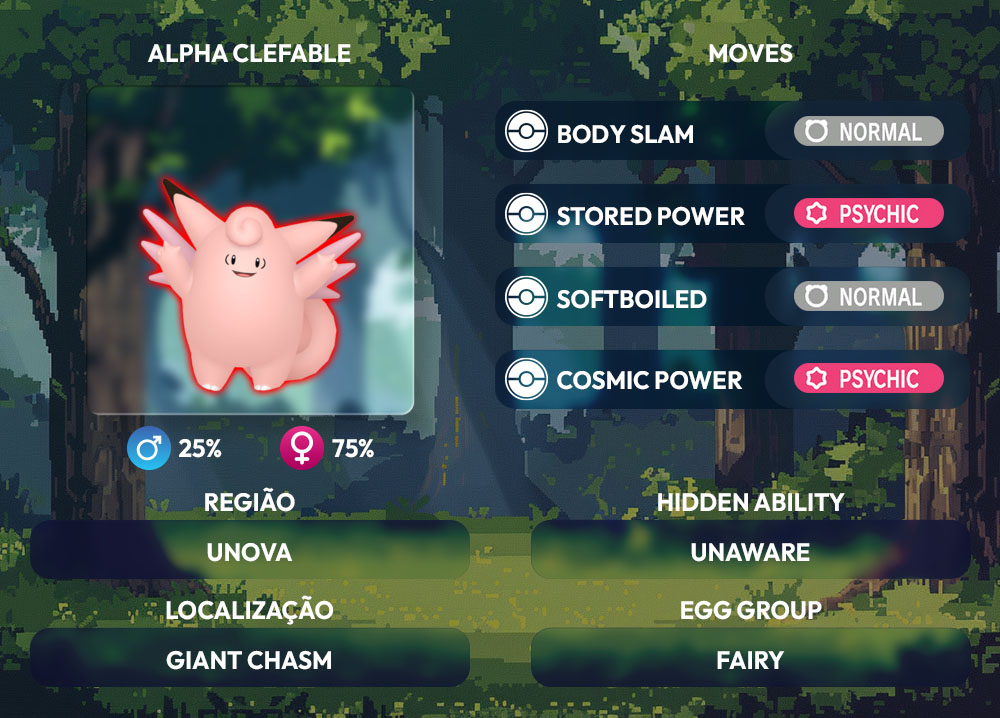 ALPHA CLEFABLE
25%
75%
MOVES
BODY SLAM NORMAL
STORED POWER PSYCHIC
SOFTBOILED NORMAL
COSMIC POWER PSYCHIC
REGIÃO
UNOVA
LOCALIZAÇÃO
GIANT CHASM
HIDDEN ABILITY
UNAWARE
EGG GROUP
FAIRY